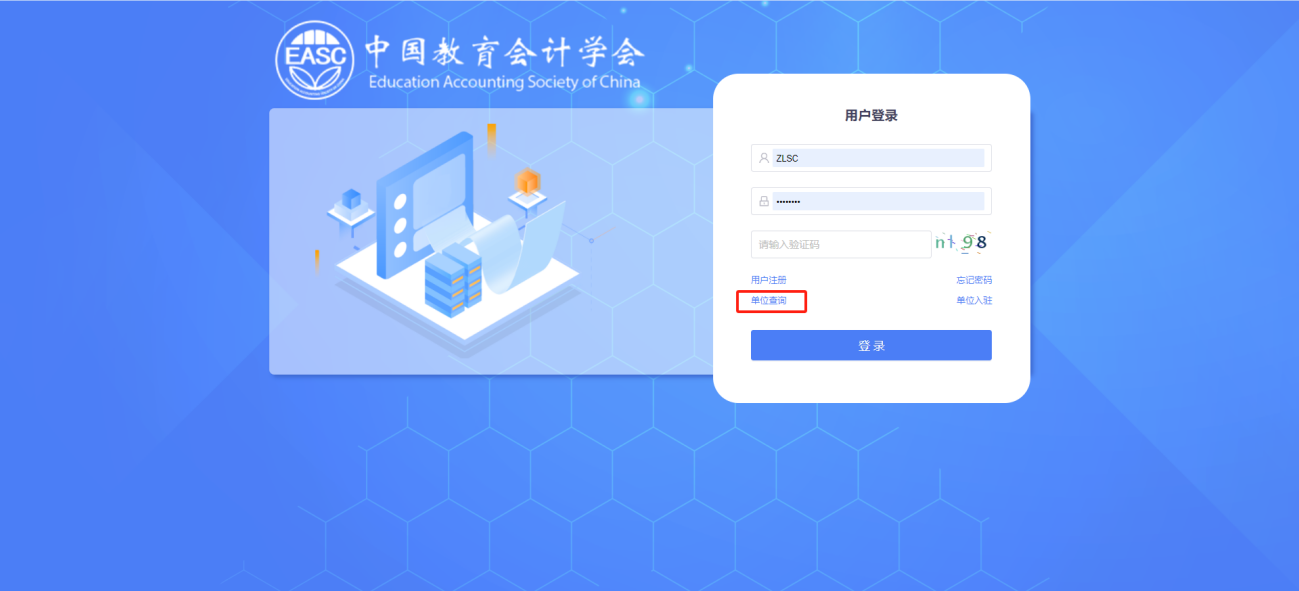 EASC
中国教育会计学会
Education Accounting Society of China
用户登录
ZLSC
••••••••
请输入验证码
用户注册
忘记密码
单位查询
单位入驻
登录